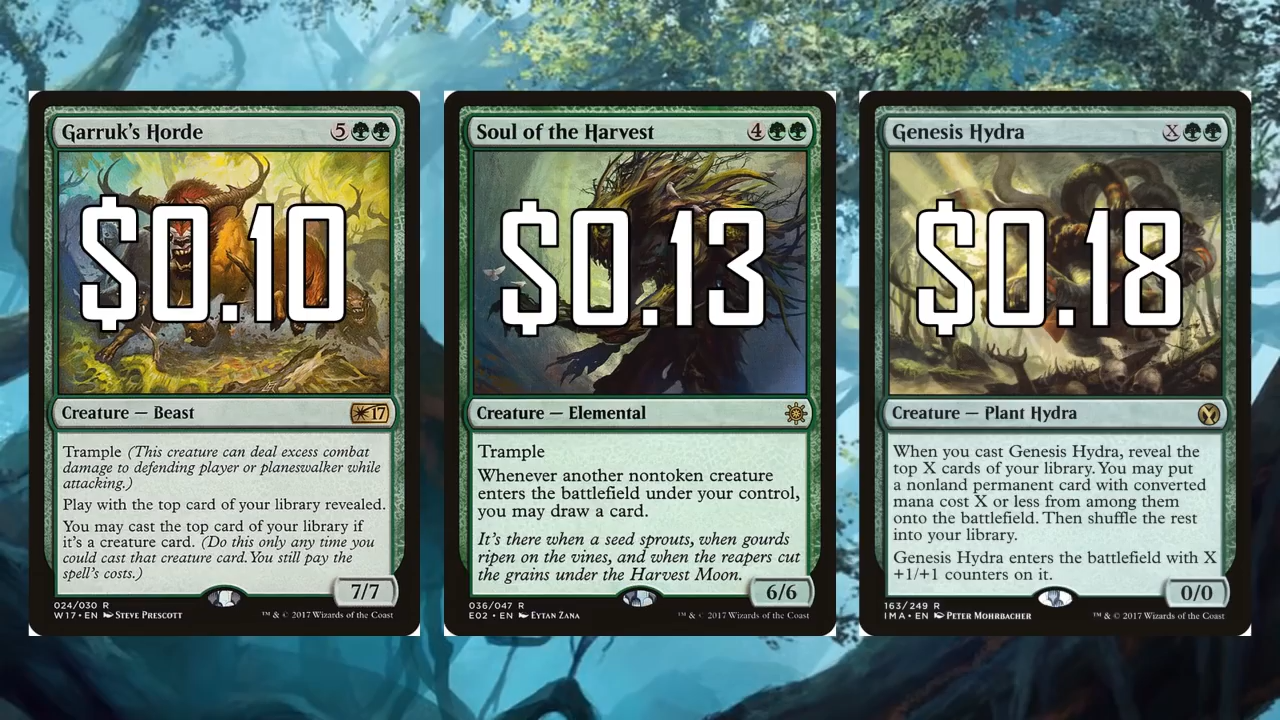 Garruk's Horde
5
$0.10
Creature — Beast
17
Trample (This creature can deal excess combat
damage to defending player or planeswalker while
attacking.)
Play with the top card of your library revealed.
You may cast the top card of your library if
it's a creature card. (Do this only any time you
could cast that creature card. You still pay the
spell's costs.)
7/7
024/030 R
W17 • EN Steve Prescott
™ & © 2017 Wizards of the Coast
Soul of the Harvest
4
$0.13
Creature — Elemental
Trample
Whenever another nontoken creature
enters the battlefield under your control,
you may draw a card.
It's there when a seed sprouts, when gourds
ripen on the vines, and when the reapers cut
the grains under the Harvest Moon.
6/6
036/047 R
E02 • EN Eytan Zana
™ & © 2017 Wizards of the Coast
Genesis Hydra
X
$0.18
Creature — Plant Hydra
When you cast Genesis Hydra, reveal the
top X cards of your library. You may put
a nonland permanent card with converted
mana cost X or less from among them
onto the battlefield. Then shuffle the rest
into your library.
Genesis Hydra enters the battlefield with X
+1/+1 counters on it.
0/0
163/249 R
IMA • EN Peter Mohrbacher
™ & © 2017 Wizards of the Coast